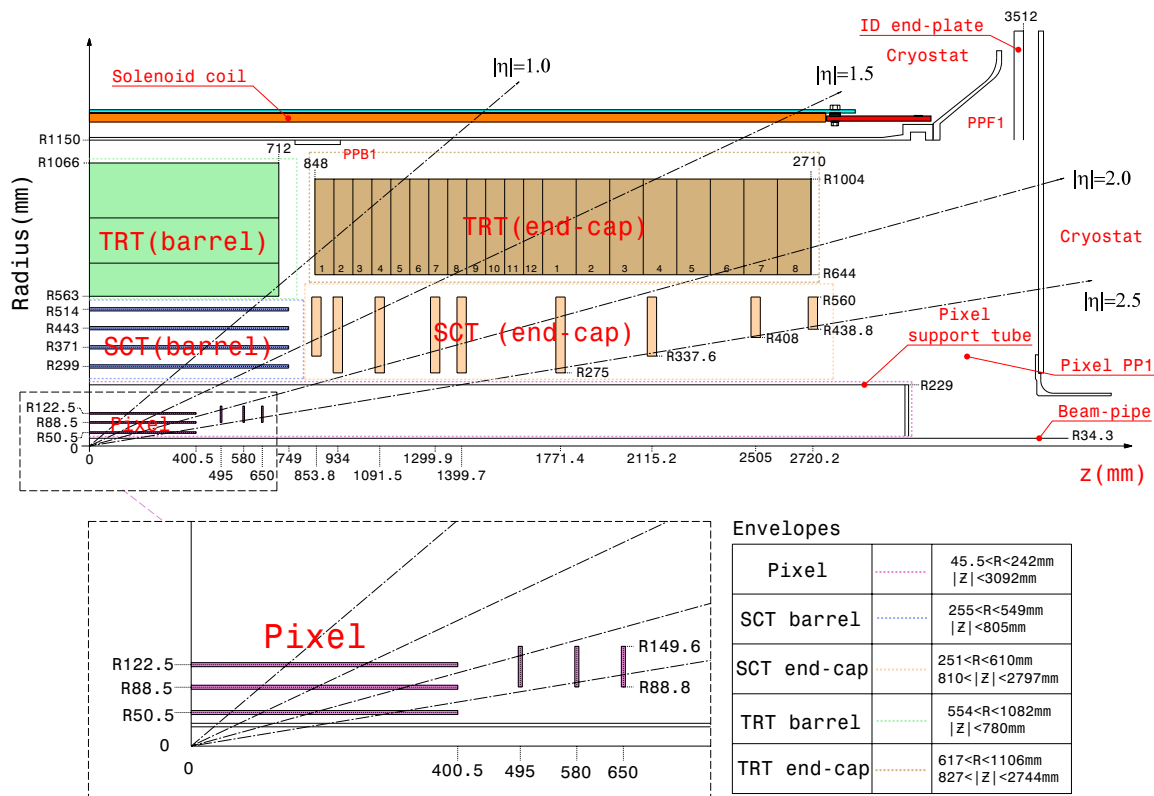 3512
ID end-plate
Cryostat
|η|=1.0
|η|=1.5
Solenoid coil
PPF1
R1150
712
PPB1
R1066
848
2710
R1004
|η|=2.0
Radius(mm)
TRT(barrel)
TRT(end-cap)
Cryostat
1 2 3 4 5 6 7 8 9 10 11 12 1 2 3 4 5 6 7 8
R644
R563
R560
|η|=2.5
R514
R443
SCT(barrel)
SCT (end-cap)
R438.8
R408
Pixel
support tube
R371
R337.6
R299
R275
Pixel PP1
R229
R122.5
R88.5
Pixel
R50.5
Beam-pipe
R34.3
0
0 400.5 749 934 1299.9 1771.4 2115.2 2505 2720.2
495 580 650 853.8 1091.5 1399.7
z(mm)
Pixel
R149.6
R122.5
R88.5
R88.8
R50.5
0
0 400.5 495 580 650
Envelopes
Pixel
45.5<R<242mm
|Z|<3092mm
SCT barrel
255<R<549mm
|Z|<805mm
SCT end-cap
251<R<610mm
810<|Z|<2797mm
TRT barrel
554<R<1082mm
|Z|<780mm
TRT end-cap
617<R<1106mm
827<|Z|<2744mm